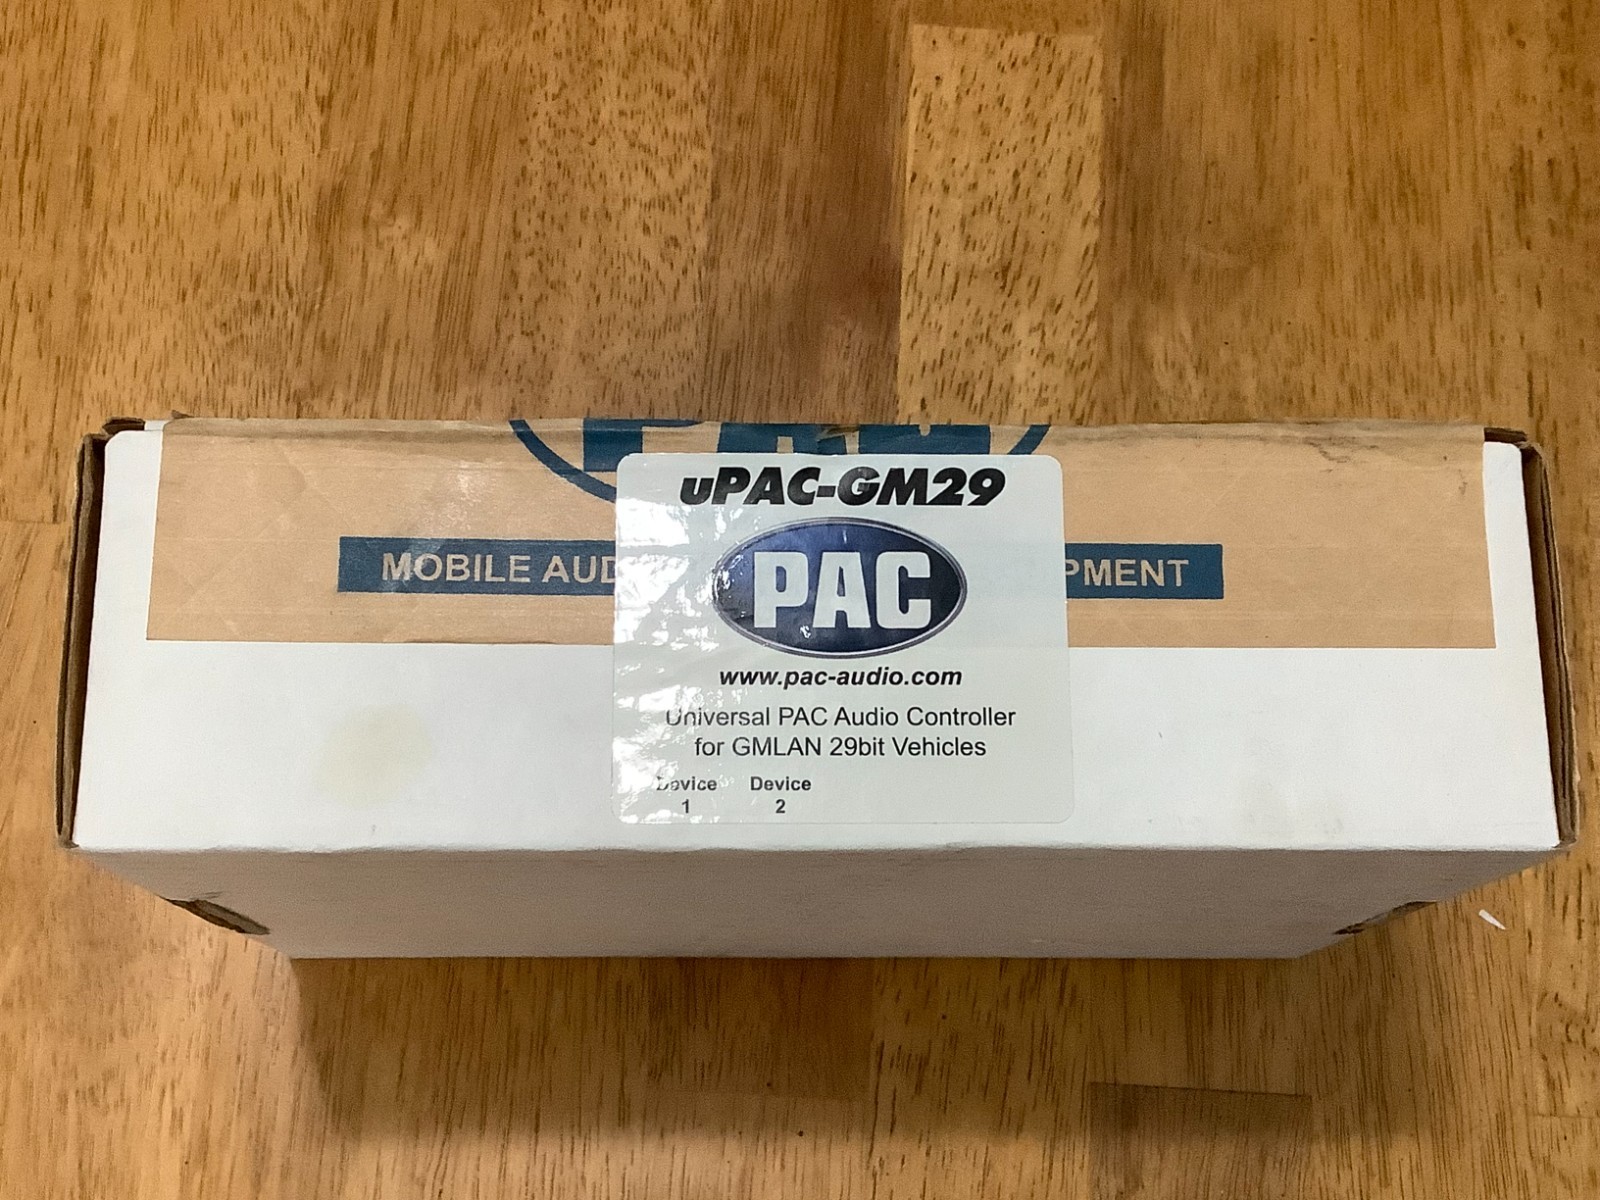 PAC
uPAC-GM29
MOBILE AUD
PMENT
PAC
www.pac-audio.com
Universal PAC Audio Controller
for GMLAN 29bit Vehicles
Device Device
1 2